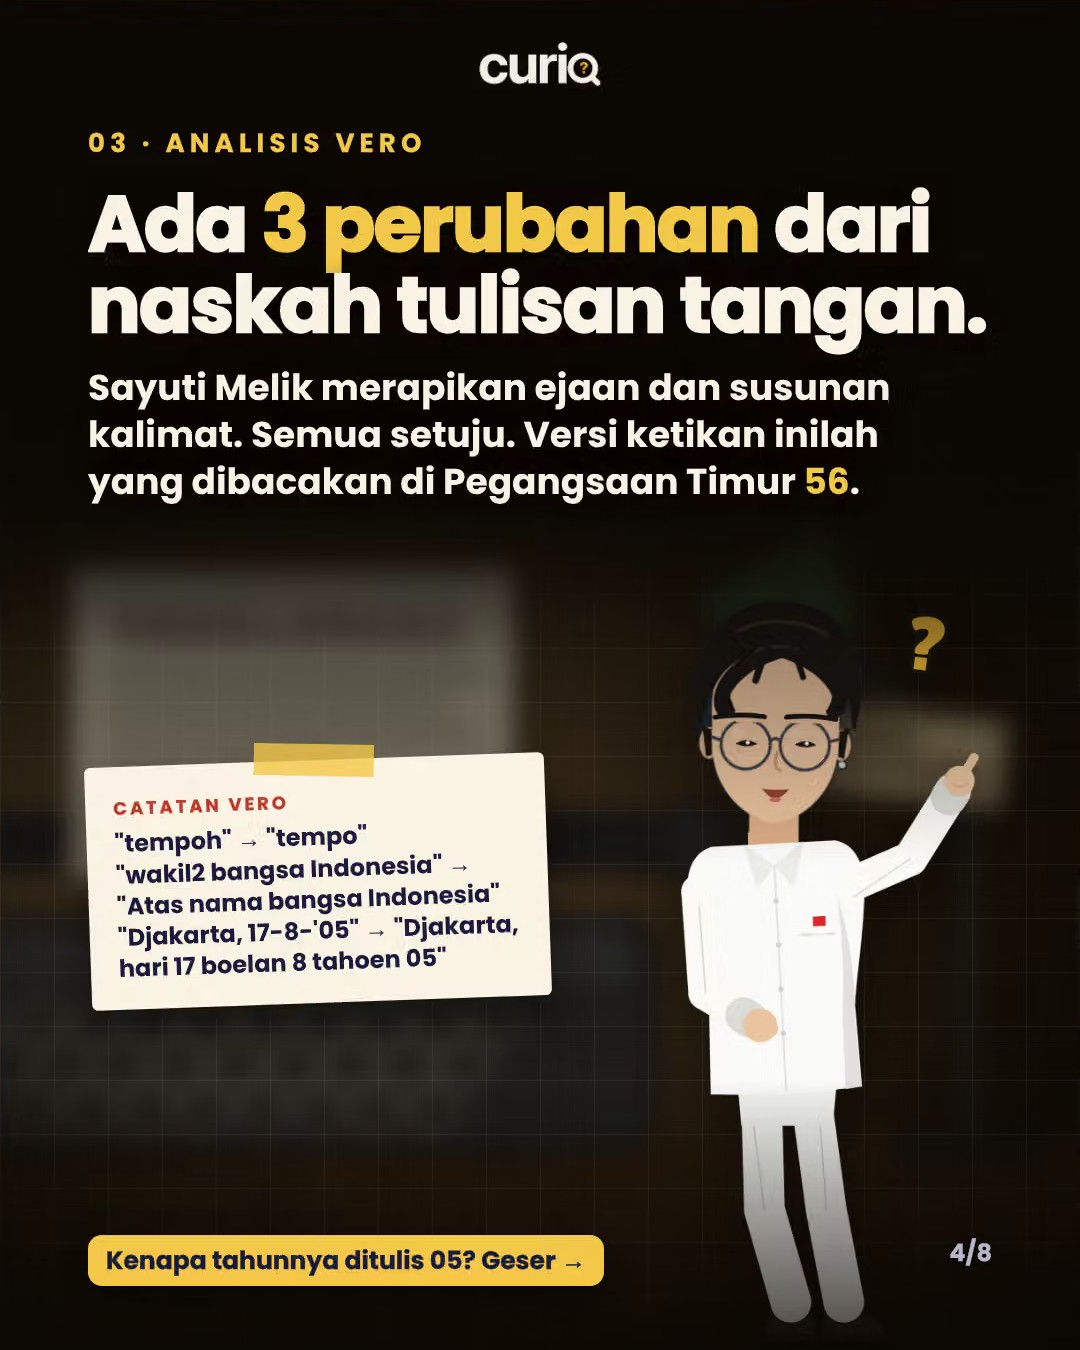 curio?
03 · ANALISIS VERO
Ada 3 perubahan dari
naskah tulisan tangan.
Sayuti Melik merapikan ejaan dan susunan
kalimat. Semua setuju. Versi ketikan inilah
yang dibacakan di Pegangsaan Timur 56.
?
CATATAN VERO
"tempoh" → "tempo"
"wakil2 bangsa Indonesia" →
"Atas nama bangsa Indonesia"
"Djakarta, 17-8-'05" → "Djakarta,
hari 17 boelan 8 tahoen 05"
Kenapa tahunnya ditulis 05? Geser →
4/8